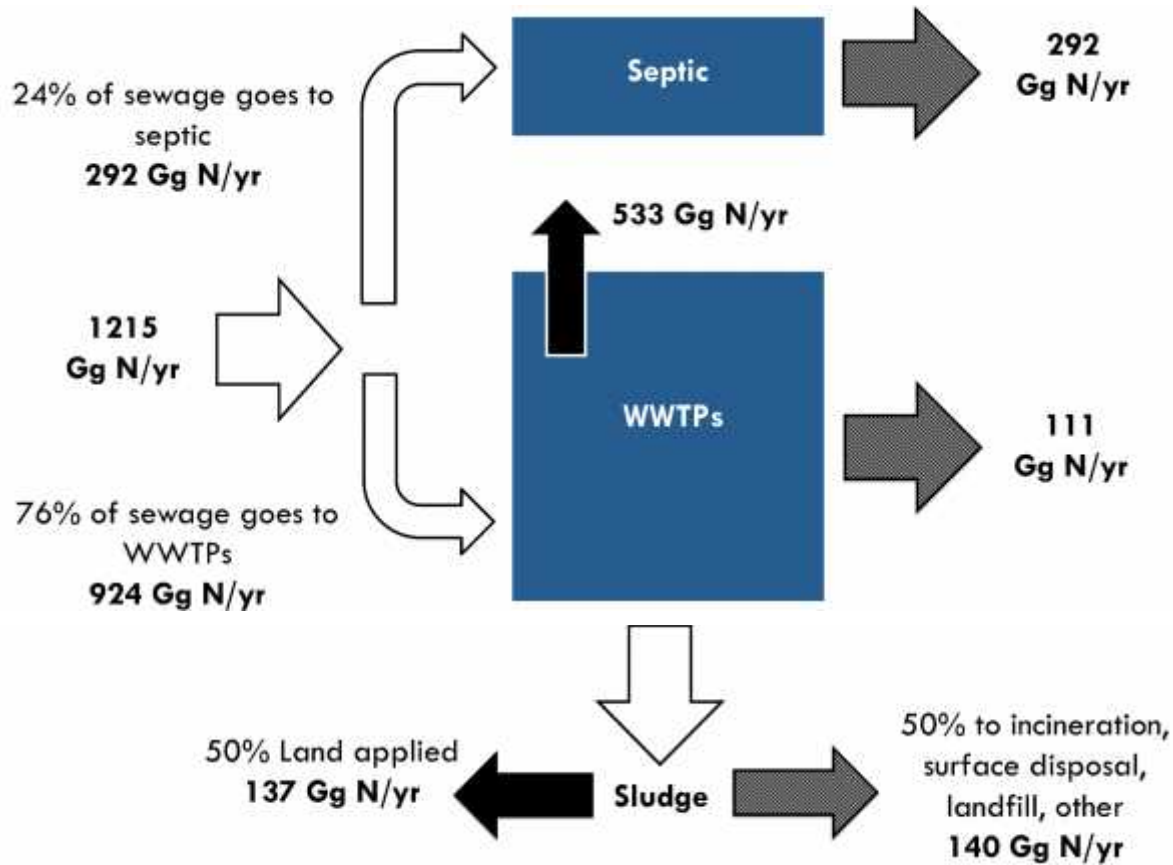 24% of sewage goes to
septic
292 Gg N/yr
Septic
292
Gg N/yr
533 Gg N/yr
1215
Gg N/yr
WWTPs
111
Gg N/yr
76% of sewage goes to
WWTPs
924 Gg N/yr
50% Land applied
137 Gg N/yr
Sludge
50% to incineration,
surface disposal,
landfill, other
140 Gg N/yr